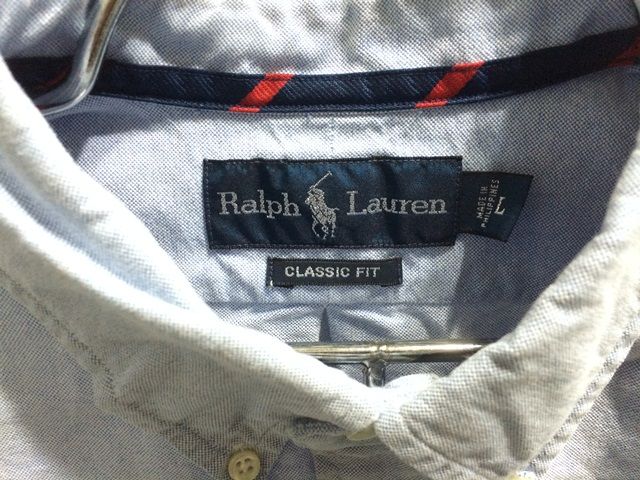 Ralph Lauren
MADE IN
PHILIPPINES
L
CLASSIC FIT